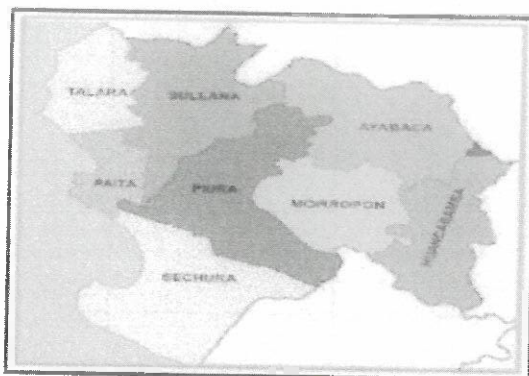 TALARA
SULLANA
AYABACA
PAITA
PIURA
MORROPON
HUANCABAMBA
SECHURA